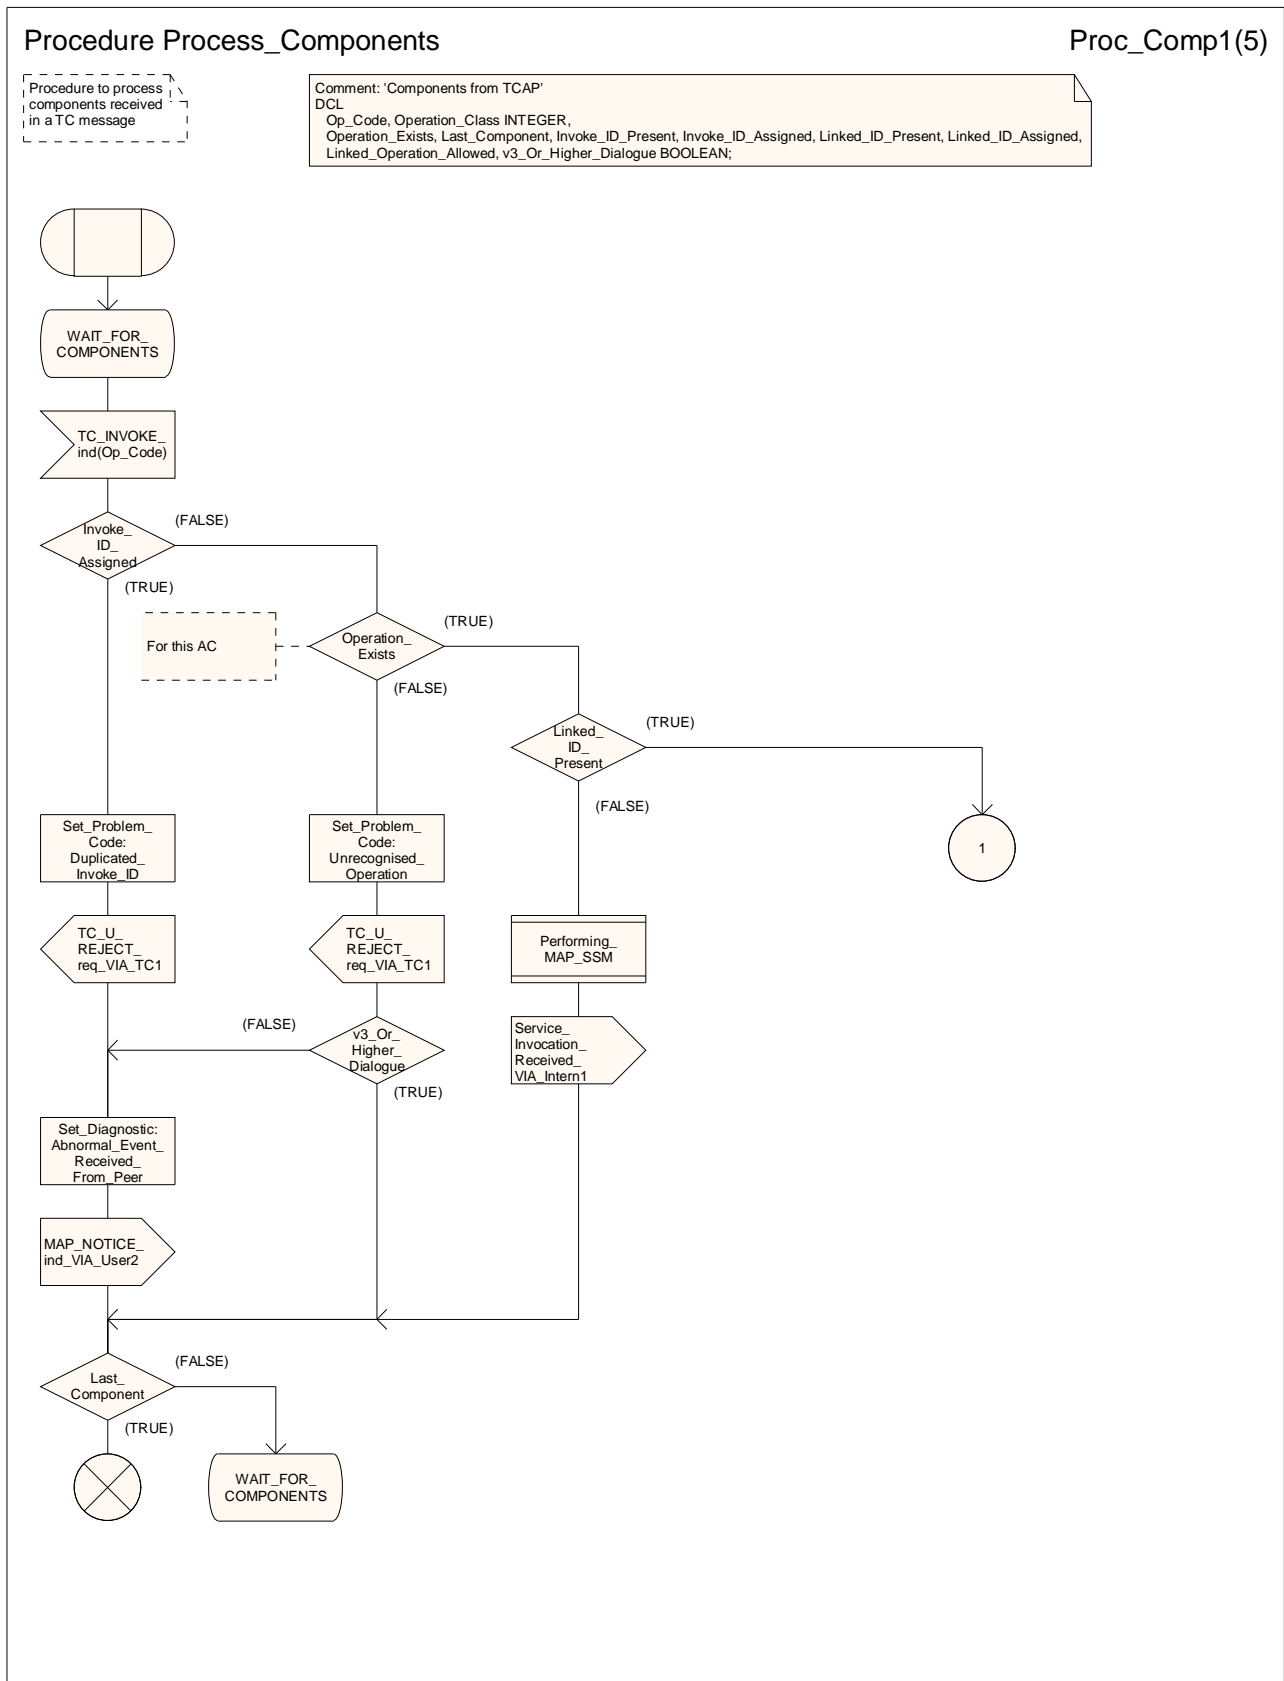 Procedure Process_Components
Proc_Comp1(5)
Procedure to process
components received
in a TC message
Comment: 'Components from TCAP'
DCL
Op_Code, Operation_Class INTEGER,
Operation_Exists, Last_Component, Invoke_ID_Present, Invoke_ID_Assigned, Linked_ID_Present, Linked_ID_Assigned,
Linked_Operation_Allowed, v3_Or_Higher_Dialogue BOOLEAN;
WAIT_FOR_
COMPONENTS
TC_INVOKE_
ind(Op_Code)
Invoke_
ID_
Assigned
(FALSE)
(TRUE)
For this AC
Operation_
Exists
(TRUE)
(FALSE)
Linked_
ID_
Present
(TRUE)
(FALSE)
Set_Problem_
Code:
Duplicated_
Invoke_ID
Set_Problem_
Code:
Unrecognised_
Operation
1
TC_U_
REJECT_
req_VIA_TC1
TC_U_
REJECT_
req_VIA_TC1
Performing_
MAP_SSM
(FALSE)
v3_Or_
Higher_
Dialogue
(TRUE)
Service_
Invocation_
Received_
VIA_Intern1
Set_Diagnostic:
Abnormal_Event_
Received_
From_Peer
MAP_NOTICE_
ind_VIA_User2
Last_
Component
(FALSE)
(TRUE)
WAIT_FOR_
COMPONENTS